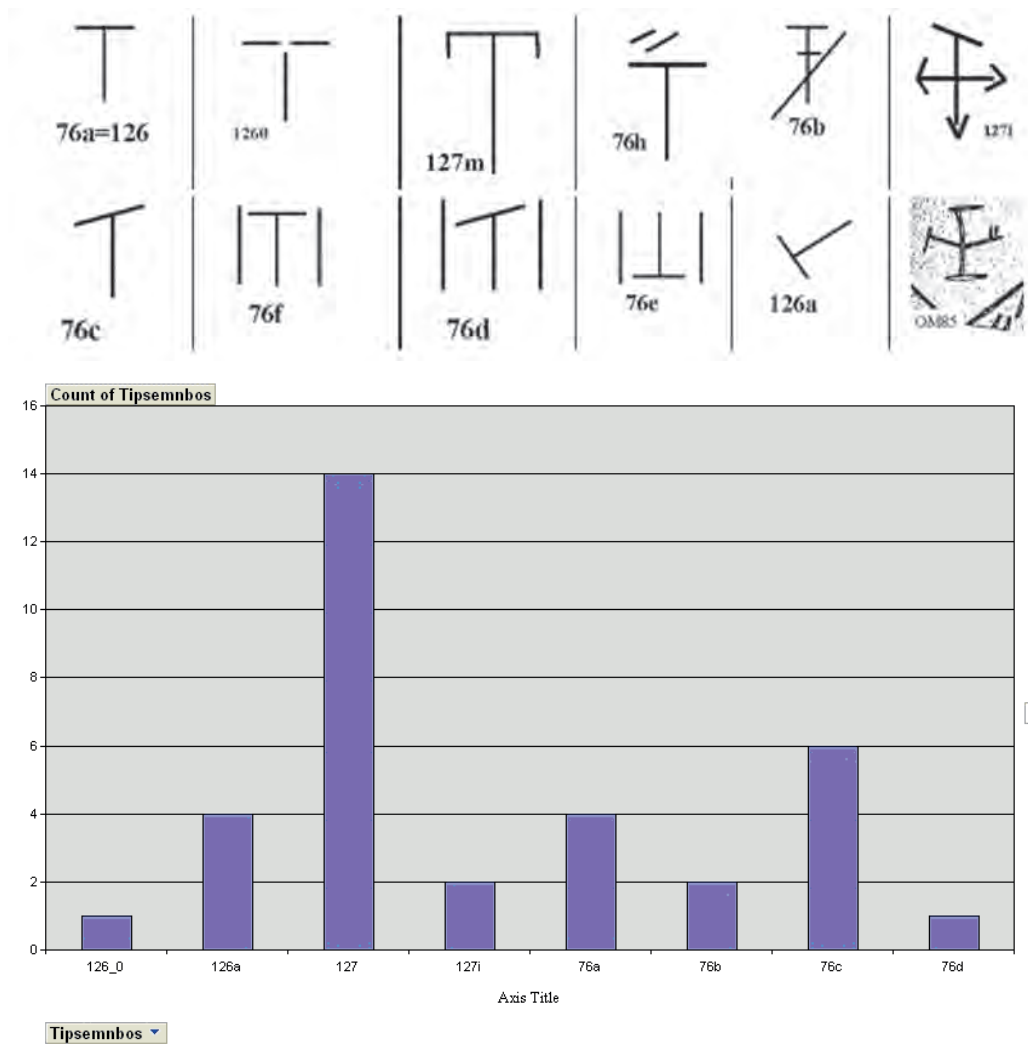 76a=126
1260
127m
76h
76b
127i
76c
76f
76d
76e
126a
OM85
Count of Tipsemnbos
16
14
12
10
8
6
4
2
0
126_0 126a 127 127i 76a 76b 76c 76d
Axis Title
Tipsemnbos